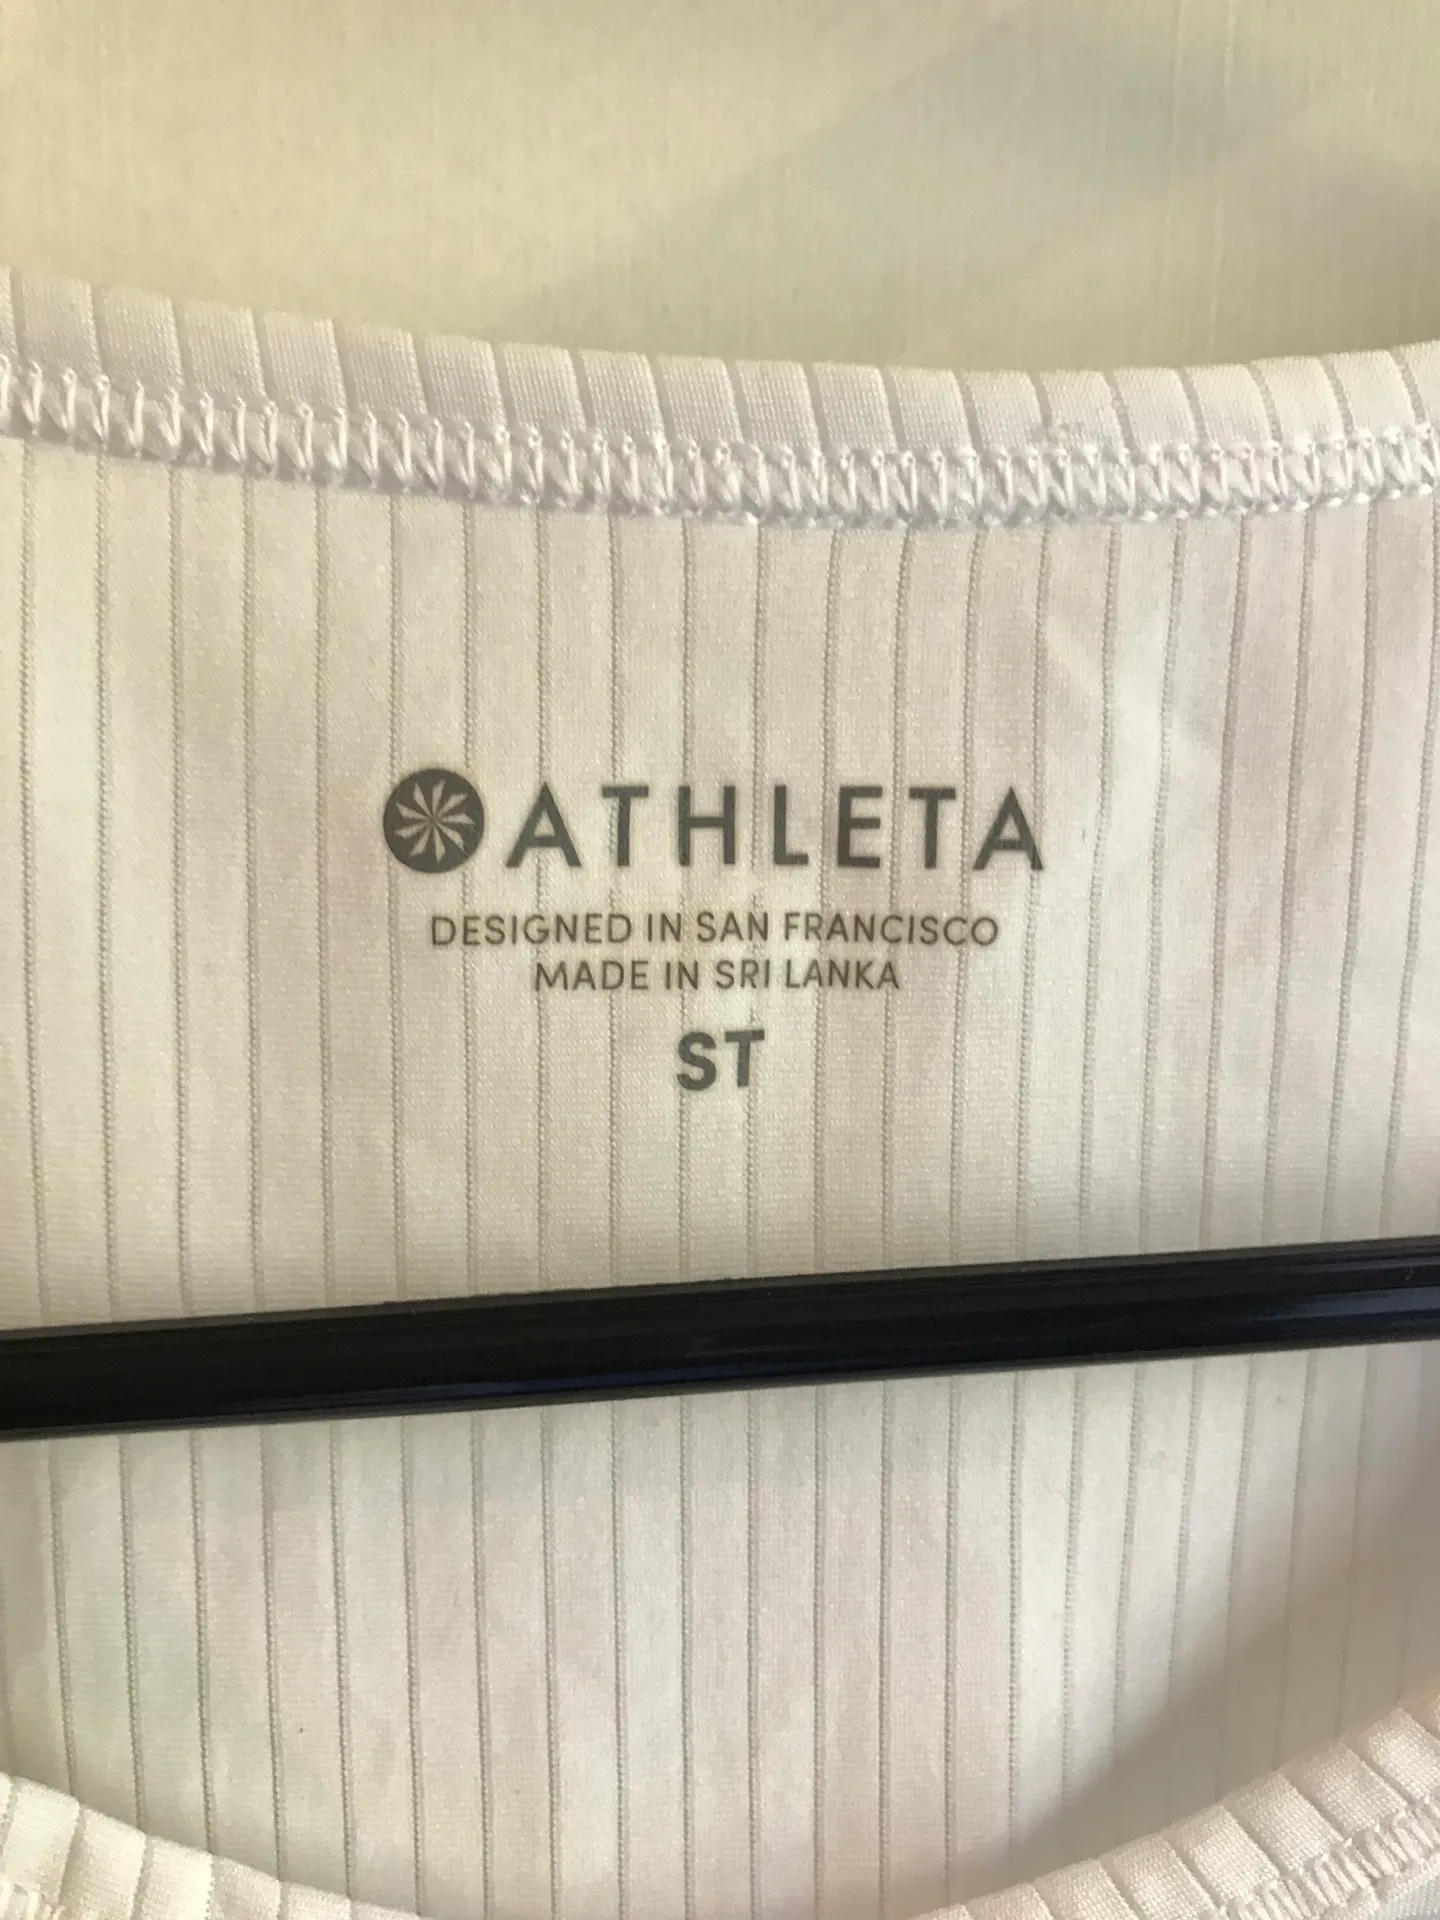 ATHLETA
DESIGNED IN SAN FRANCISCO
MADE IN SRI LANKA
ST